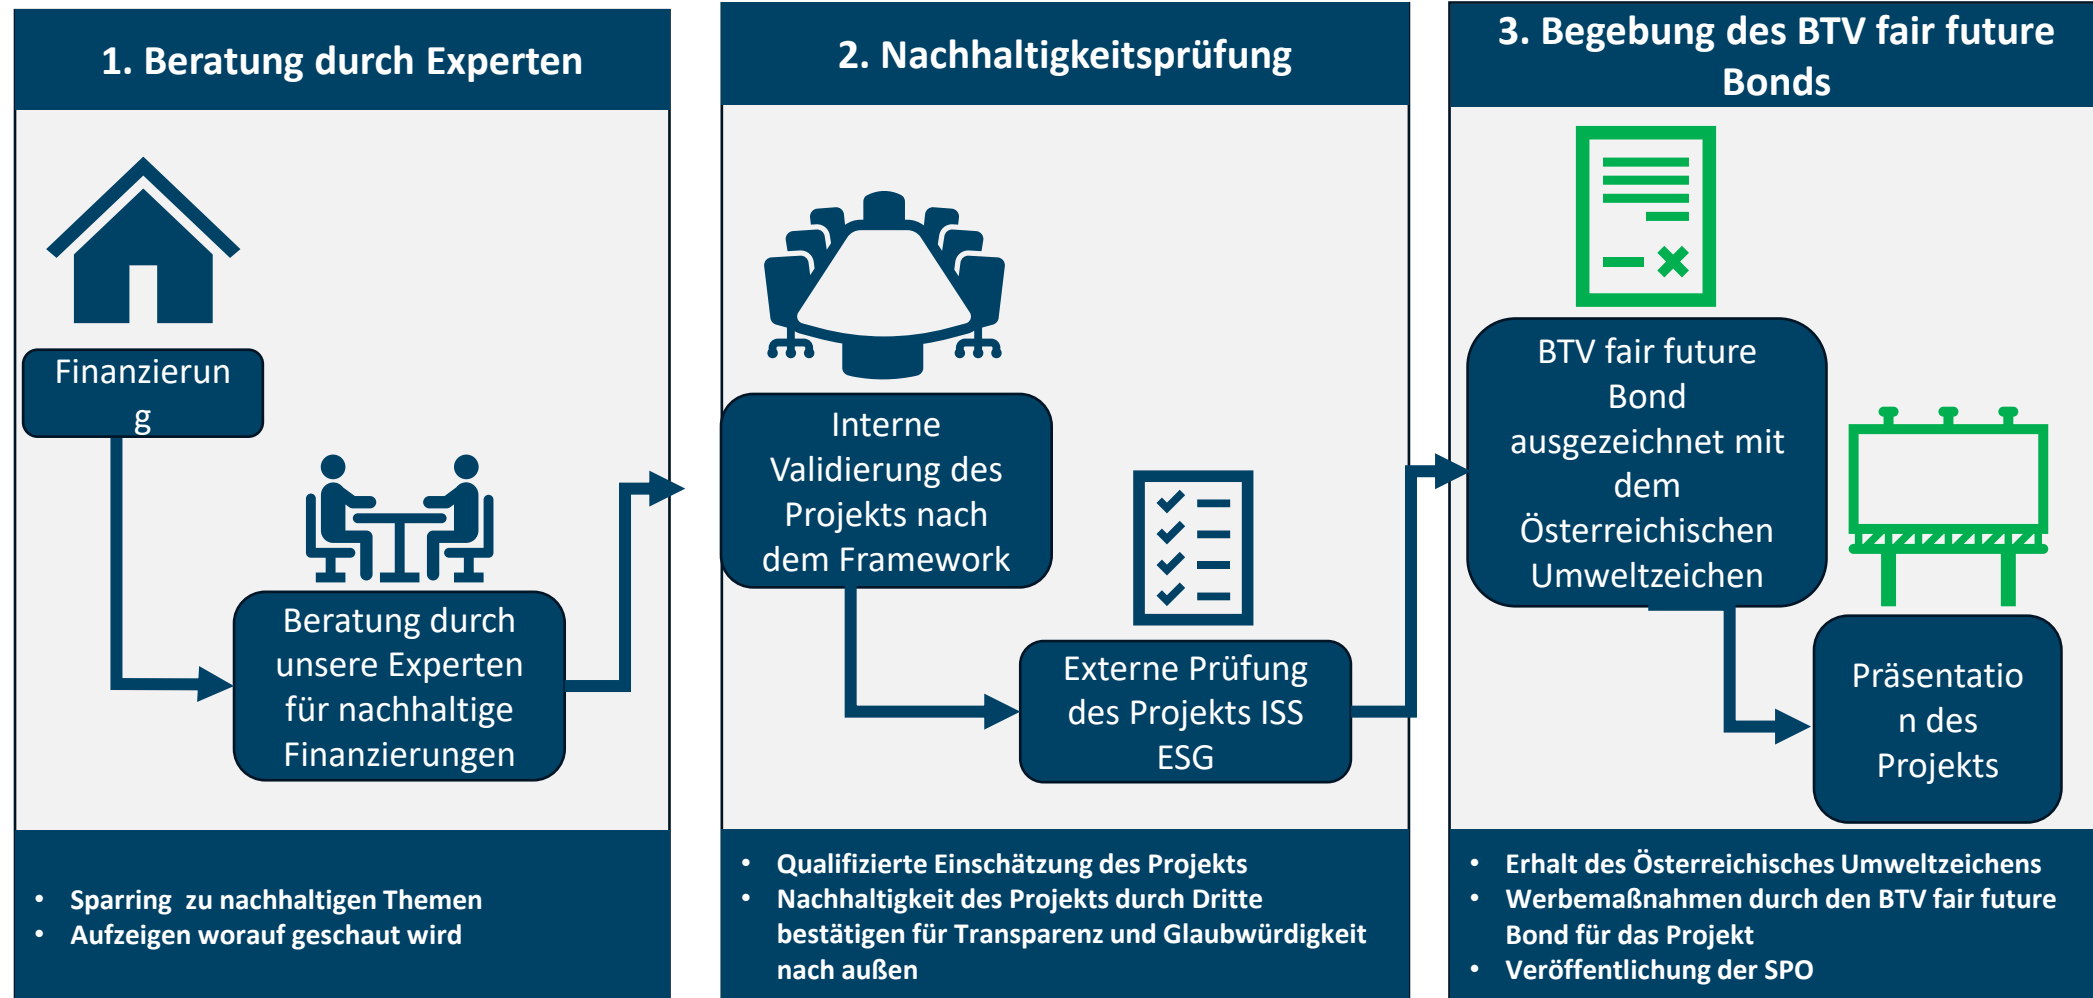 1. Beratung durch Experten
Finanzierun
g
Beratung durch
unsere Experten
für nachhaltige
Finanzierungen
• Sparring  zu nachhaltigen Themen
• Aufzeigen worauf geschaut wird
2. Nachhaltigkeitsprüfung
Interne
Validierung des
Projekts nach
dem Framework
Externe Prüfung
des Projekts ISS
ESG
• Qualifizierte Einschätzung des Projekts
• Nachhaltigkeit des Projekts durch Dritte
bestätigen für Transparenz und Glaubwürdigkeit
nach außen
3. Begebung des BTV fair future
Bonds
BTV fair future
Bond
ausgezeichnet mit
dem
Österreichischen
Umweltzeichen
Präsentatio
n des
Projekts
• Erhalt des Österreichisches Umweltzeichens
• Werbemaßnahmen durch den BTV fair future
Bond für das Projekt
• Veröffentlichung der SPO